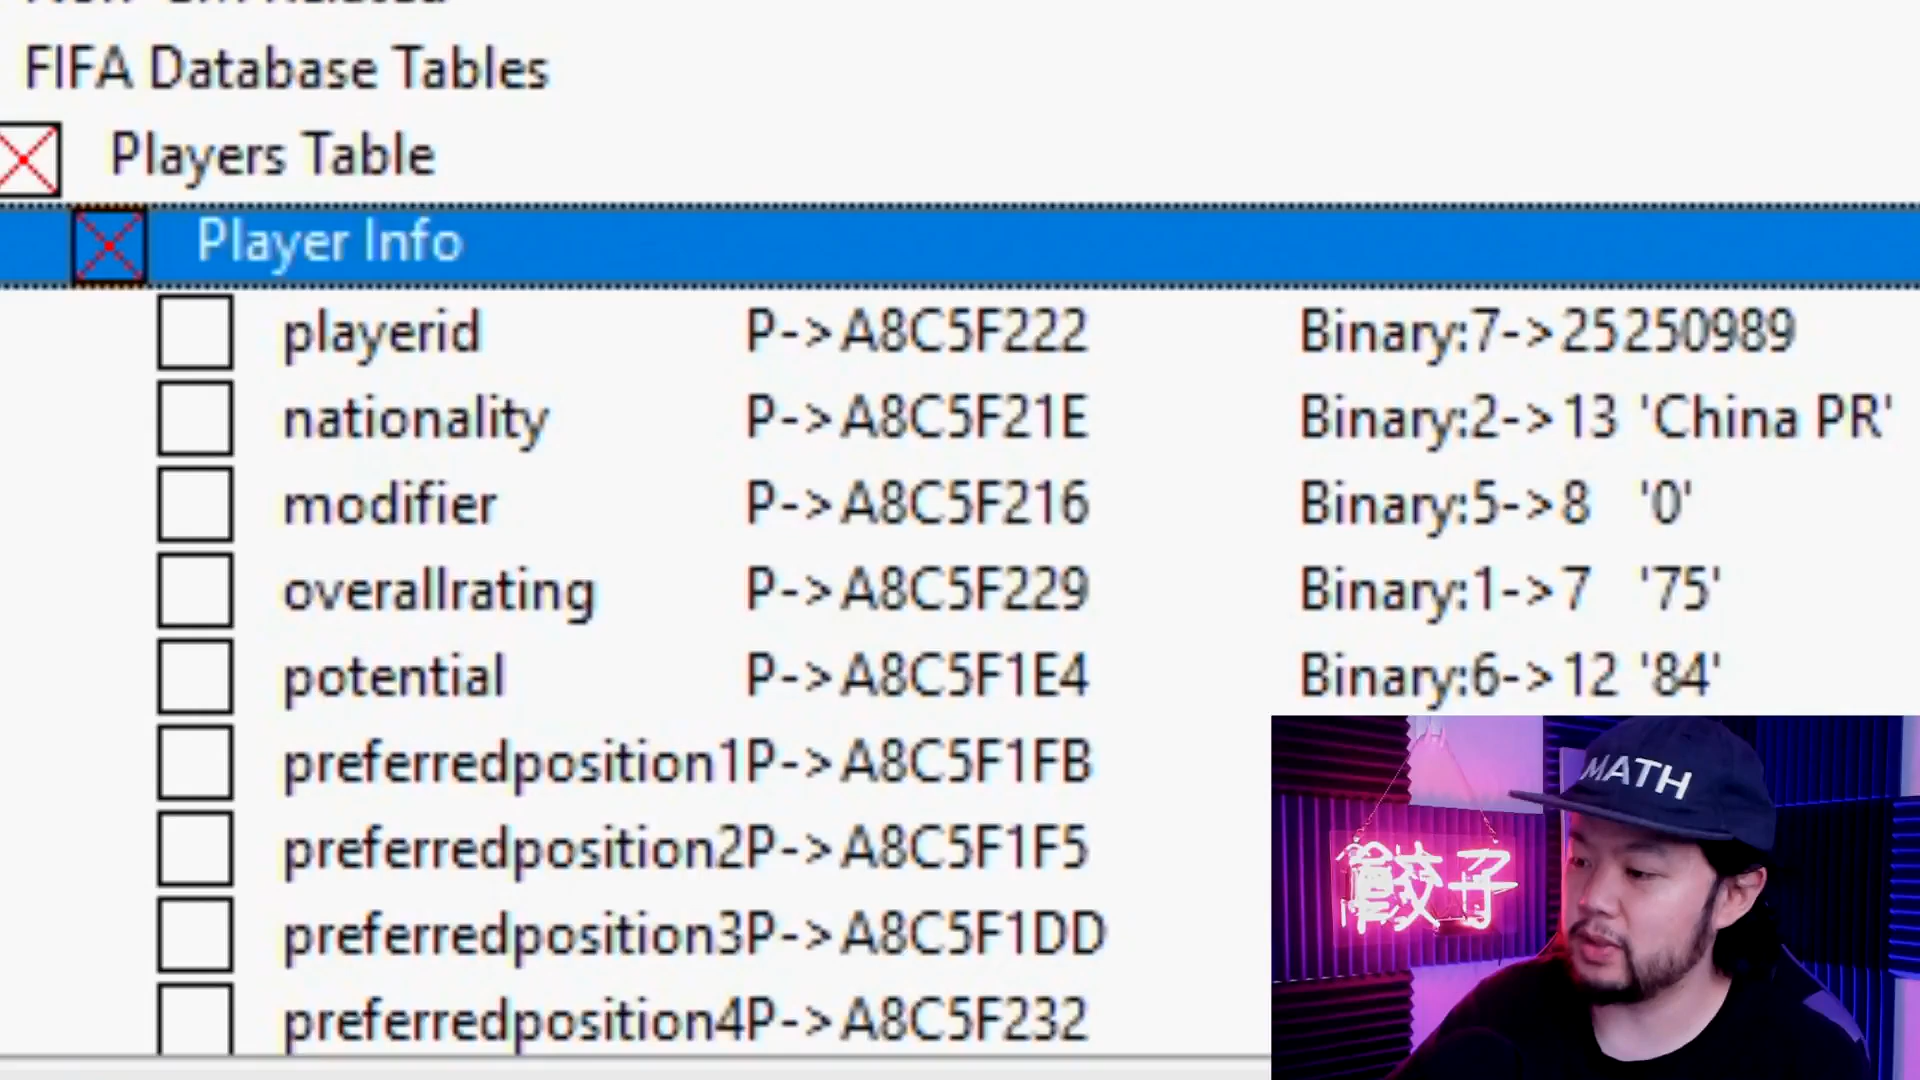 FIFA Database Tables
Players Table
Player Info
playerid P->A8C5F222 Binary:7->25 250989
nationality P->A8C5F21E Binary:2->13 'China PR'
modifier P->A8C5F216 Binary:5->8 '0'
overallrating P->A8C5F229 Binary:1->7 '75'
potential P->A8C5F1E4 Binary:6->12 '84'
preferredposition1P->A8C5F1FB
preferredposition2P->A8C5F1F5
preferredposition3P->A8C5F1DD
preferredposition4P->A8C5F232
MATH
餃子